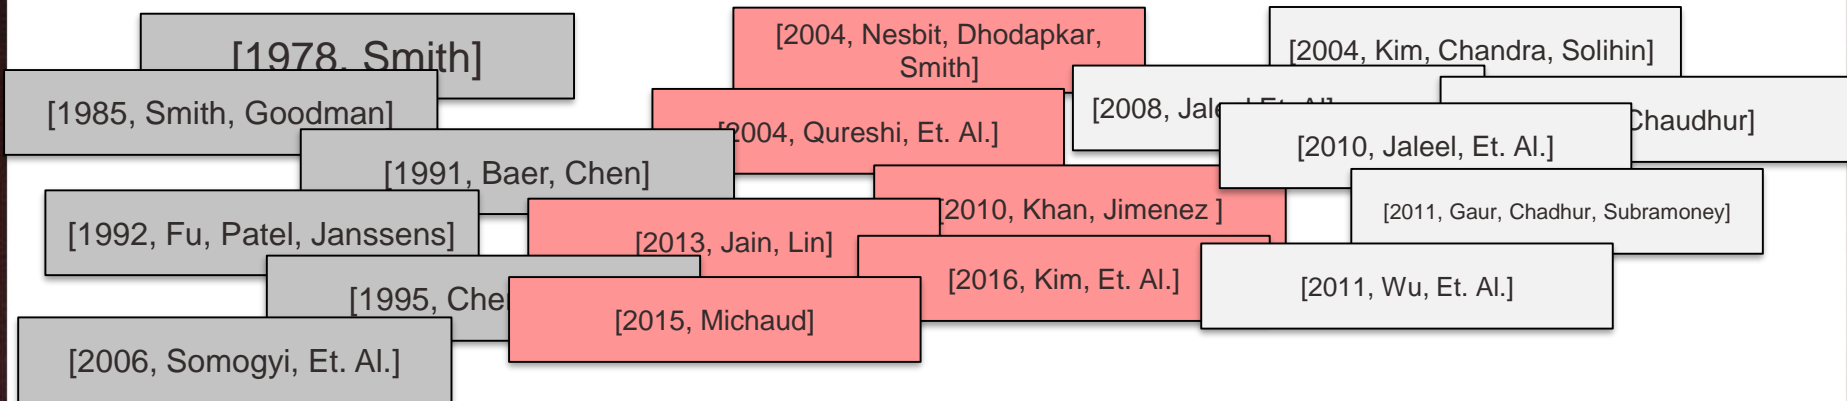 [1978, Smith]
[1985, Smith, Goodman]
[1991, Baer, Chen]
[1992, Fu, Patel, Janssens]
[1995,
[2006, Somogyi, Et. Al.]
[2004, Nesbit, Dhodapkar,
Smith]
[2004, Qureshi, Et. Al.]
[2010, Khan, Jimenez ]
[2013, Jain, Lin]
[2016, Kim, Et. Al.]
[2015, Michaud]
[2004, Kim, Chandra, Solihin]
[2008,
Chaudhur]
[2010, Jaleel, Et. Al.]
[2011, Gaur, Chadhur, Subramoney]
[2011, Wu, Et. Al.]